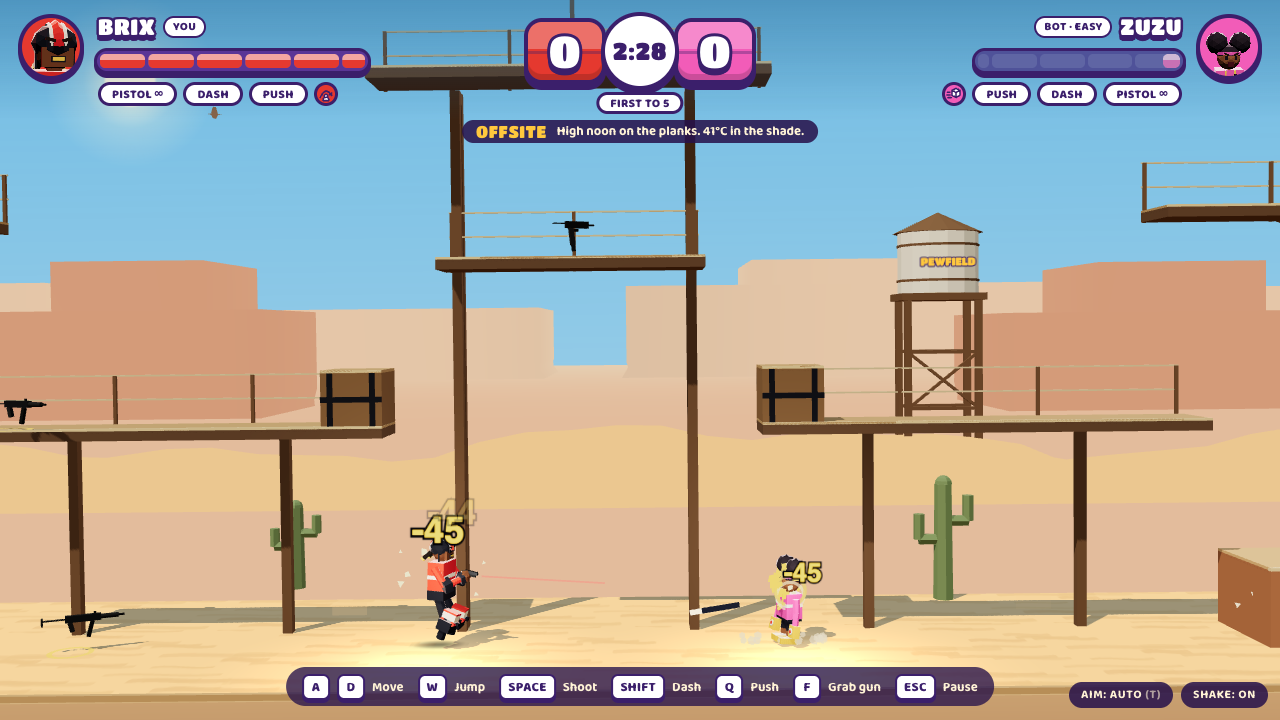 BRIX YOU
PISTOL ∞ DASH PUSH
0 2:28 0
FIRST TO 5
OFFSITE High noon on the planks. 41°C in the shade.
BOT · EASY ZUZU
PUSH DASH PISTOL ∞
PEWFIELD
-44
-45
-45
A D Move W Jump SPACE Shoot SHIFT Dash Q Push F Grab gun ESC Pause
AIM: AUTO (T) SHAKE: ON